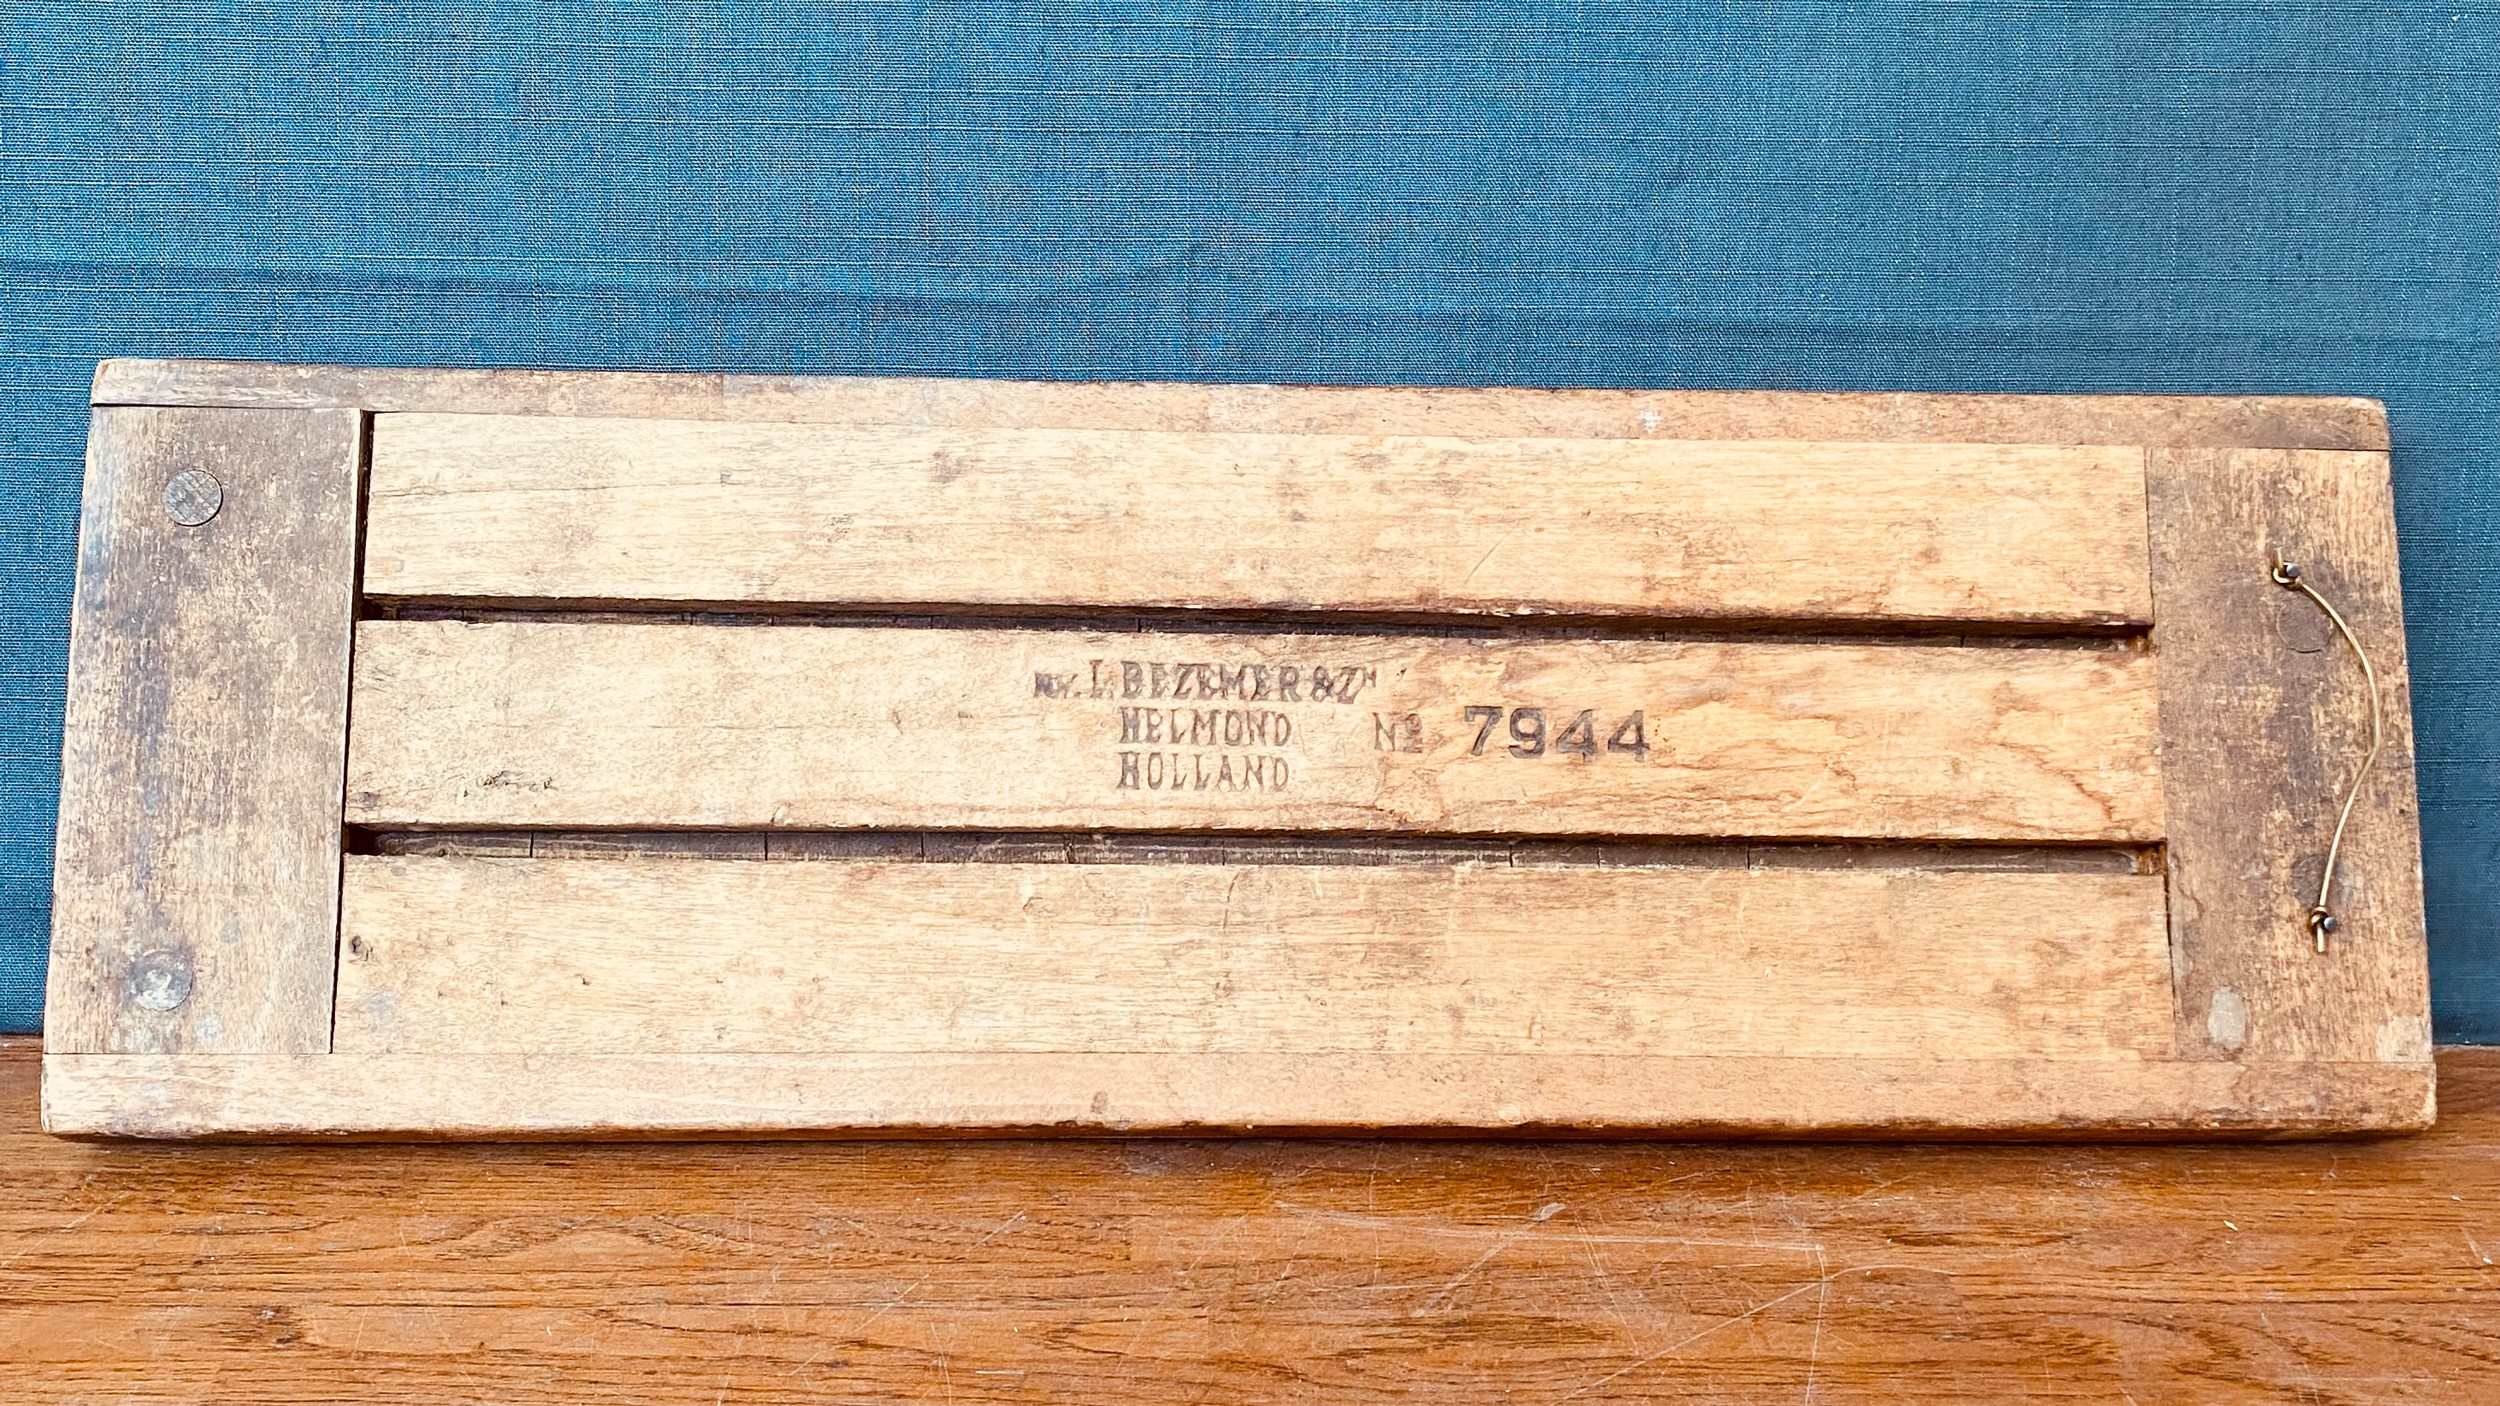 L. BEZEMER & Zn
HELMOND
HOLLAND
No 7944